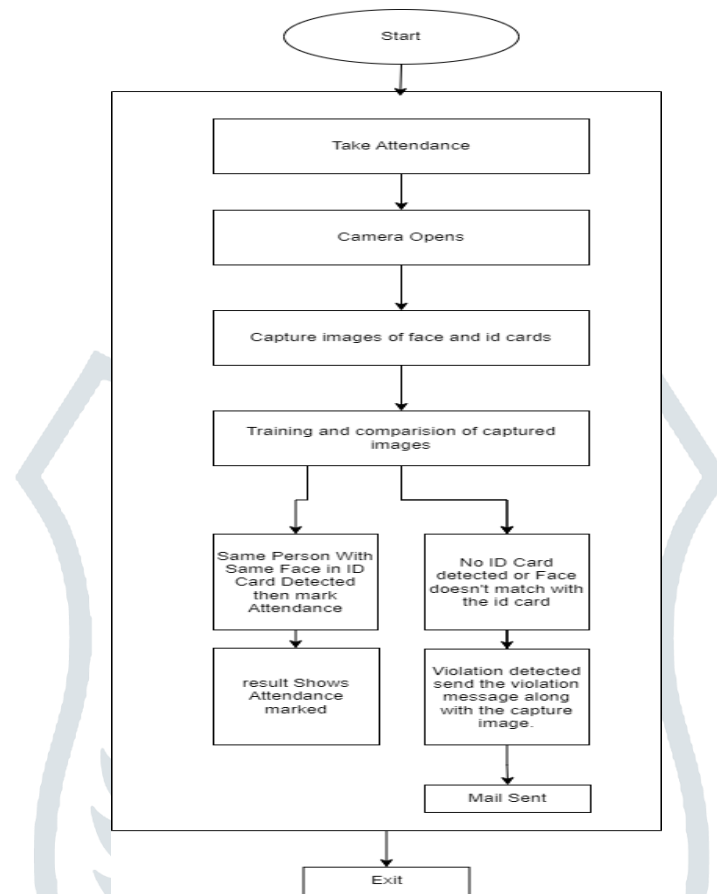 Start
Take Attendance
Camera Opens
Capture images of face and id cards
Training and comparision of captured
images
Same Person With
Same Face in ID
Card Detected
then mark
Attendance
No ID Card
detected or Face
doesn't match with
the id card
result Shows
Attendance
marked
Violation detected
send the violation
message along
with the capture
image.
Mail Sent
Exit